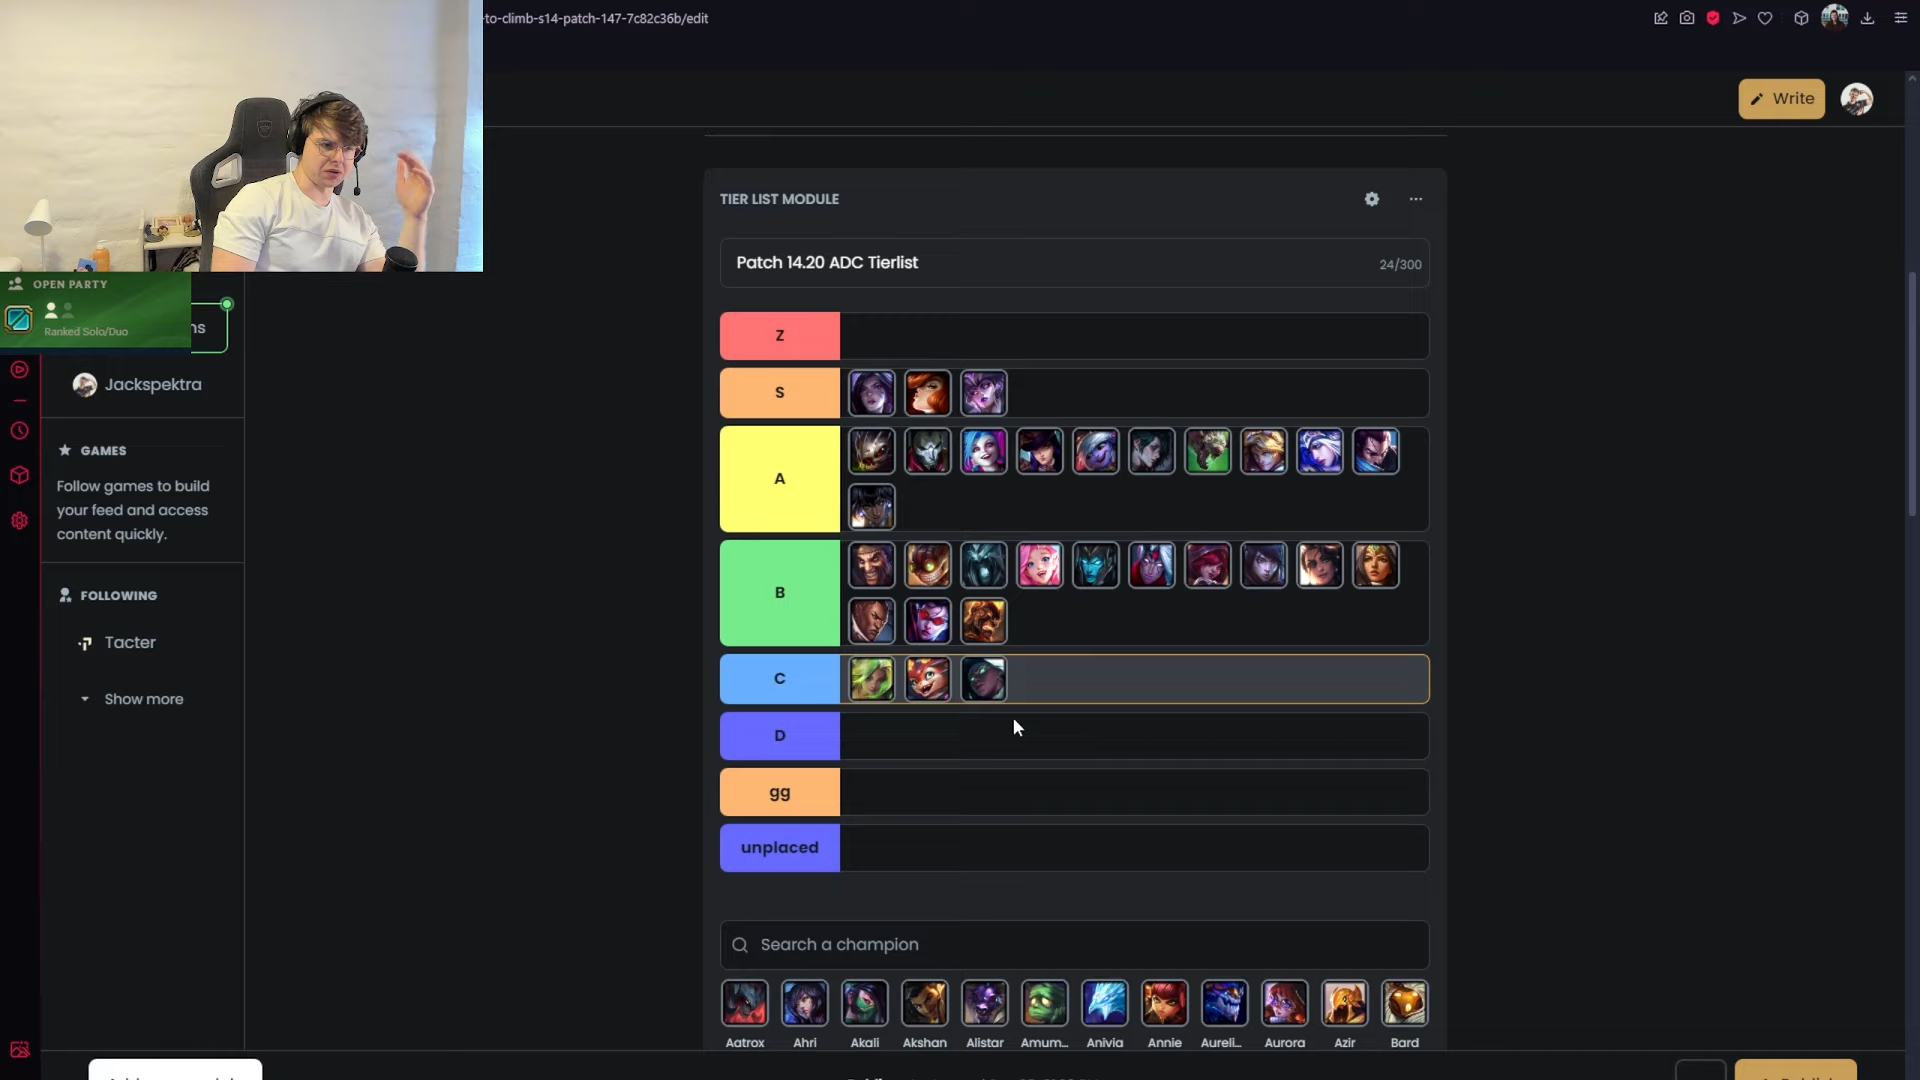 -to-climb-s14-patch-147-7c82c36b/edit
Write
OPEN PARTY
Ranked Solo/Duo
ns
Jackspektra
GAMES
Follow games to build
your feed and access
content quickly.
FOLLOWING
Tacter
Show more
TIER LIST MODULE
Patch 14.20 ADC Tierlist
24/300
Z
S
A
B
C
D
gg
unplaced
Search a champion
Aatrox
Ahri
Akali
Akshan
Alistar
Amum...
Anivia
Annie
Aureli...
Aurora
Azir
Bard